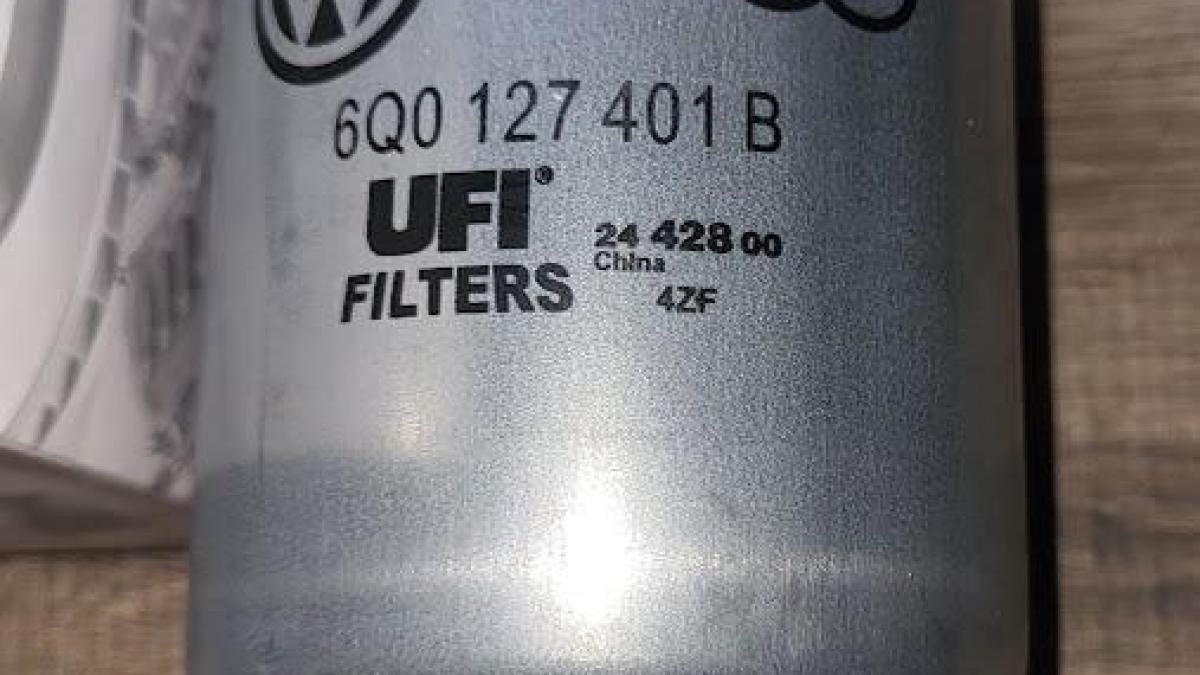 6Q0 127 401 B
UFI®
FILTERS
24 428 00
China
4ZF